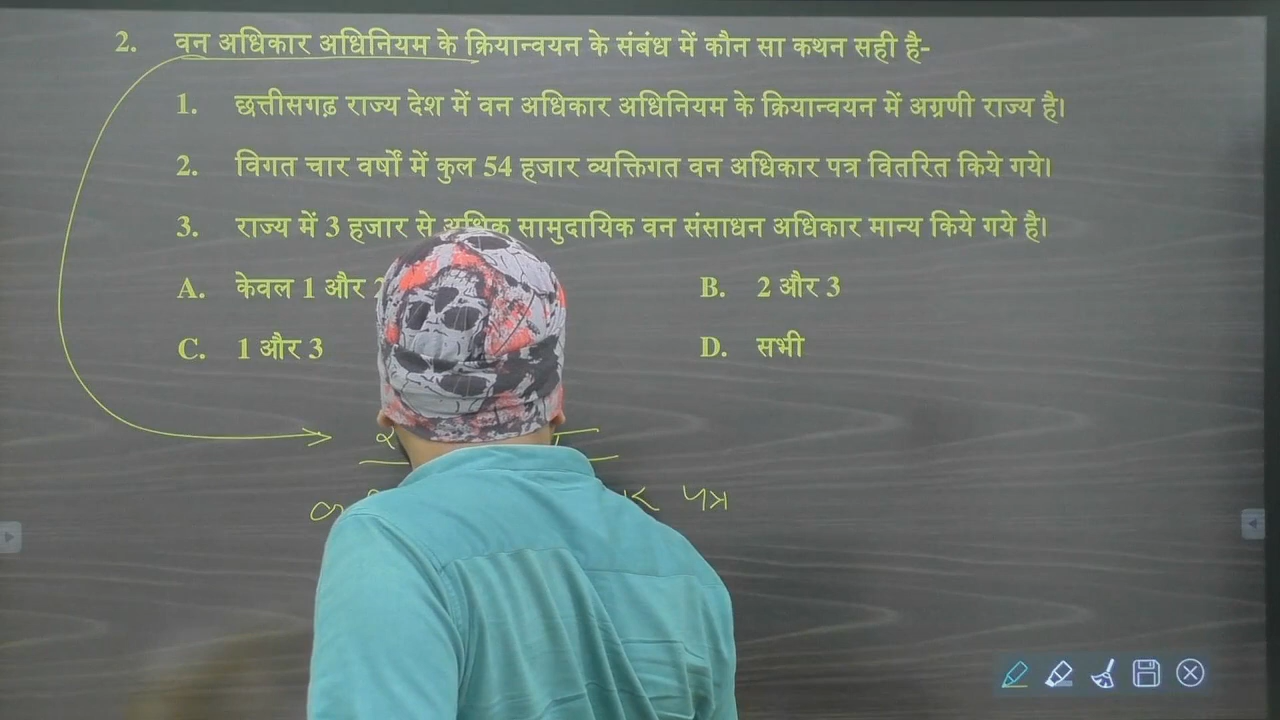 2. वन अधिकार अधिनियम के क्रियान्वयन के संबंध में कौन सा कथन सही है-
1. छत्तीसगढ़ राज्य देश में वन अधिकार अधिनियम के क्रियान्वयन में अग्रणी राज्य है।
2. विगत चार वर्षों में कुल 54 हजार व्यक्तिगत वन अधिकार पत्र वितरित किये गये।
3. राज्य में 3 हजार से अधिक सामुदायिक वन संसाधन अधिकार मान्य किये गये है।
A. केवल 1 और B. 2 और 3
C. 1 और 3 D. सभी
पत्र